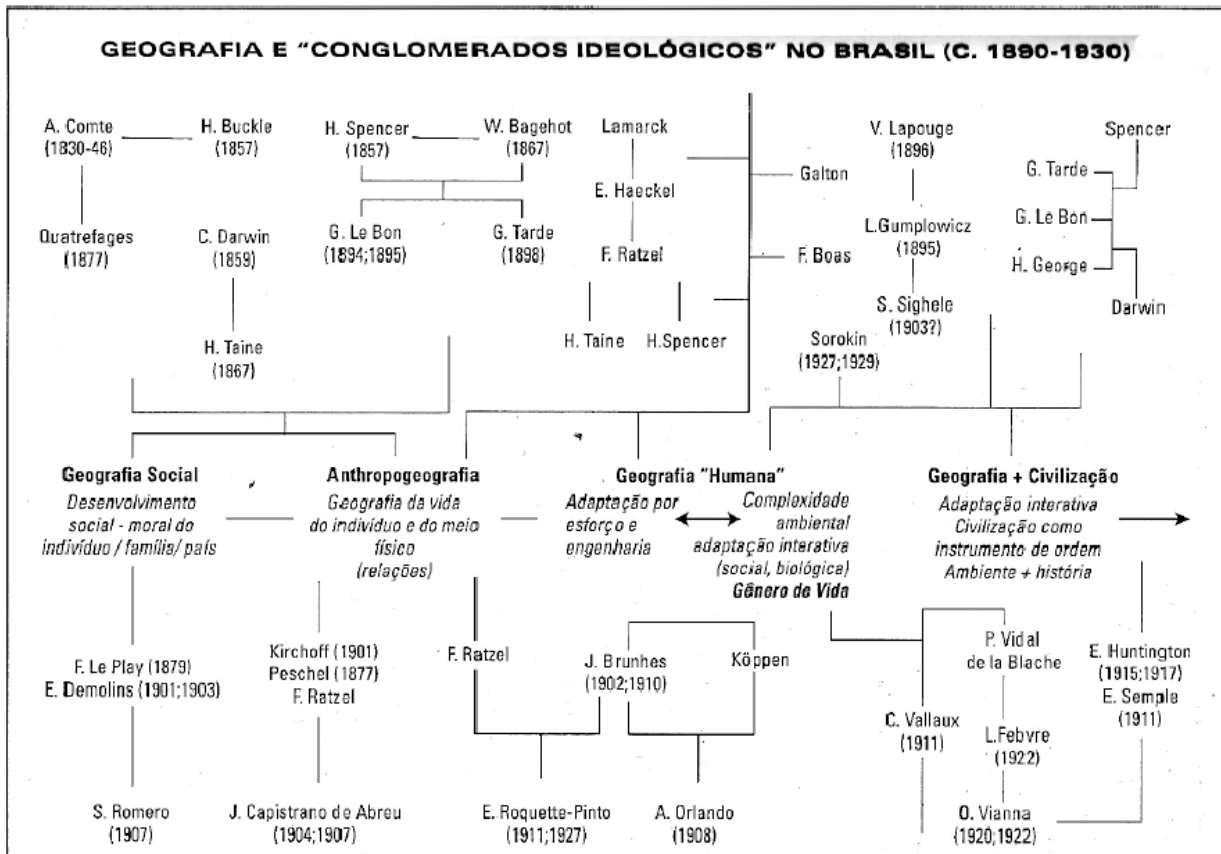 GEOGRAFIA E "CONGLOMERADOS IDEOLÓGICOS" NO BRASIL (C. 1890-1930)
A. Comte
(1830-46)
H. Buckle
(1857)
H. Spencer
(1857)
W. Bagehot
(1867)
Lamarck
V. Lapouge
(1896)
Spencer
Galton
G. Tarde
E. Haeckel
Quatrefages
(1877)
C. Darwin
(1859)
G. Le Bon
(1894;1895)
G. Tarde
(1898)
F. Ratzel
F. Boas
L.Gumplowicz
(1895)
G. Le Bon
H. George
S. Sighele
(1903?)
Darwin
H. Taine
(1867)
H. Taine
H.Spencer
Sorokin
(1927;1929)
Geografia Social
Desenvolvimento
social - moral do
indivíduo / família/ país
Anthropogeografia
Geografia da vida
do indivíduo e do meio
físico
(relações)
Geografia "Humana"
Adaptação por
esforço e
engenharia
Complexidade
ambiental
adaptação interativa
(social, biológica)
Gênero de Vida
Geografia + Civilização
Adaptação interativa
Civilização como
instrumento de ordem
Ambiente + história
F. Le Play (1879)
E. Demolins (1901;1903)
Kirchoff (1901)
Peschel (1877)
F. Ratzel
F. Ratzel
J. Brunhes
(1902;1910)
Köppen
P. Vidal
de la Blache
E. Huntington
(1915;1917)
E. Semple
(1911)
C. Vallaux
(1911)
L.Febvre
(1922)
S. Romero
(1907)
J. Capistrano de Abreu
(1904;1907)
E. Roquette-Pinto
(1911;1927)
A. Orlando
(1908)
O. Vianna
(1920;1922)